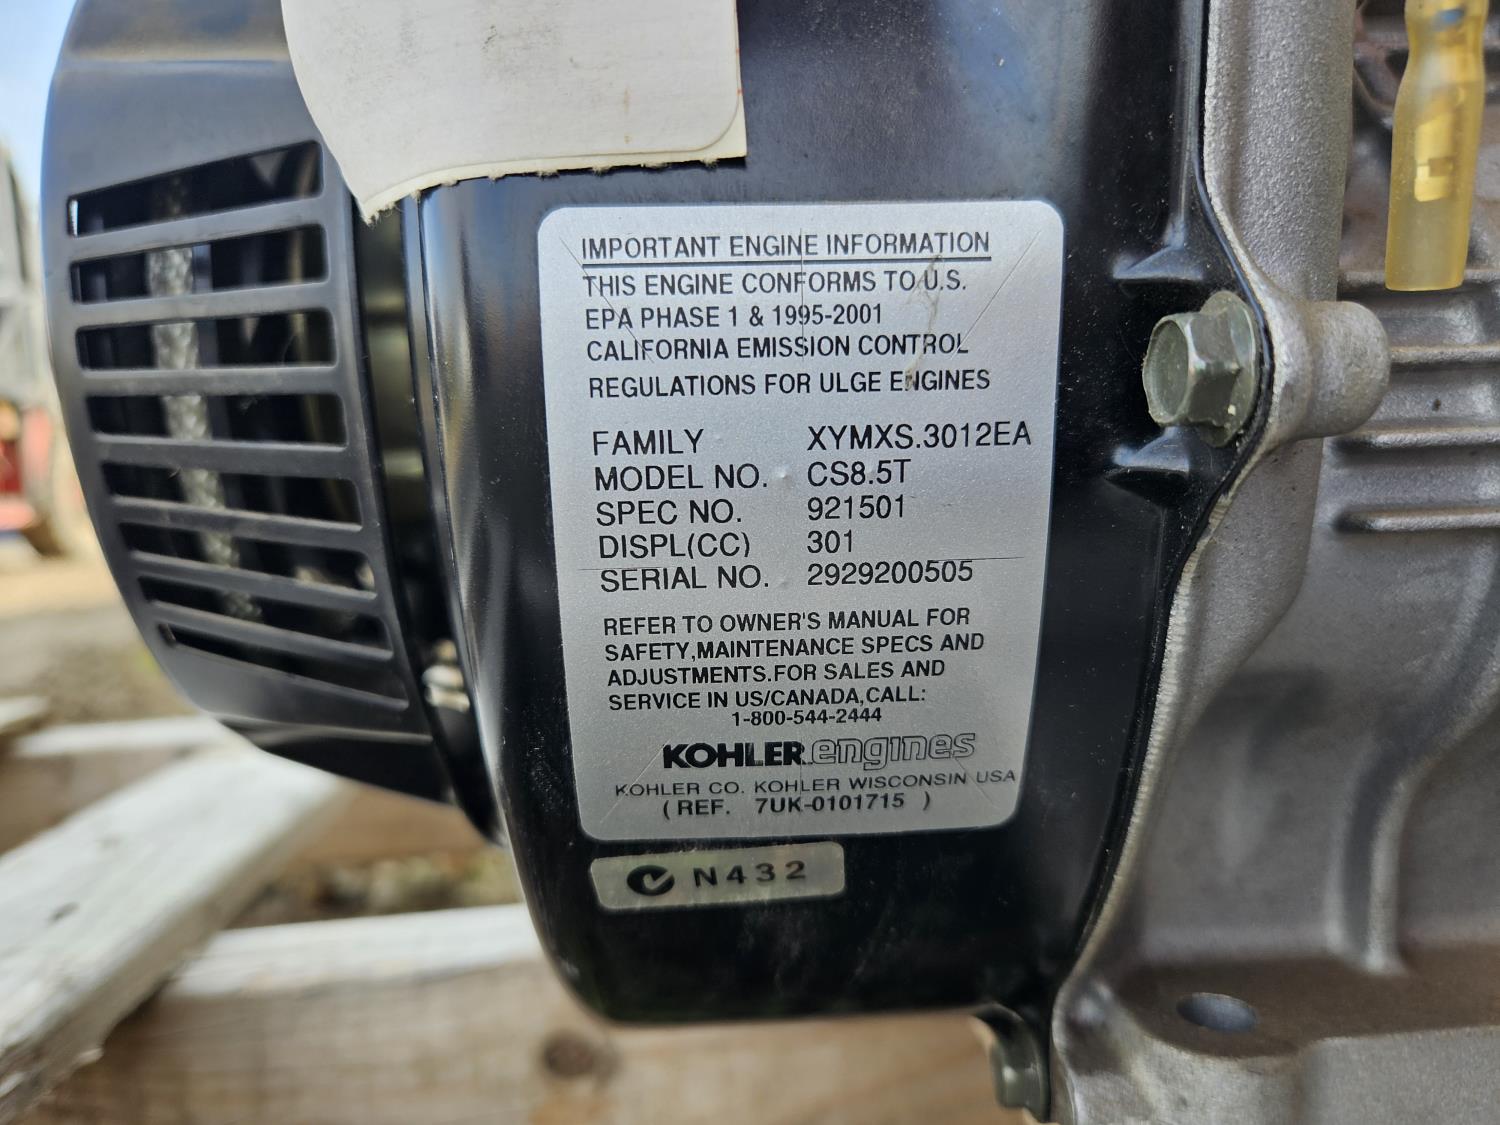 IMPORTANT ENGINE INFORMATION
THIS ENGINE CONFORMS TO U.S.
EPA PHASE 1 & 1995-2001
CALIFORNIA EMISSION CONTROL
REGULATIONS FOR ULGE ENGINES
FAMILY XYMXS.3012EA
MODEL NO. CS8.5T
SPEC NO. 921501
DISPL(CC) 301
SERIAL NO. 2929200505
REFER TO OWNER'S MANUAL FOR
SAFETY,MAINTENANCE SPECS AND
ADJUSTMENTS.FOR SALES AND
SERVICE IN US/CANADA,CALL:
1-800-544-2444
KOHLER engines
KOHLER CO. KOHLER WISCONSIN USA
(REF. 7UK-0101715 )
N432